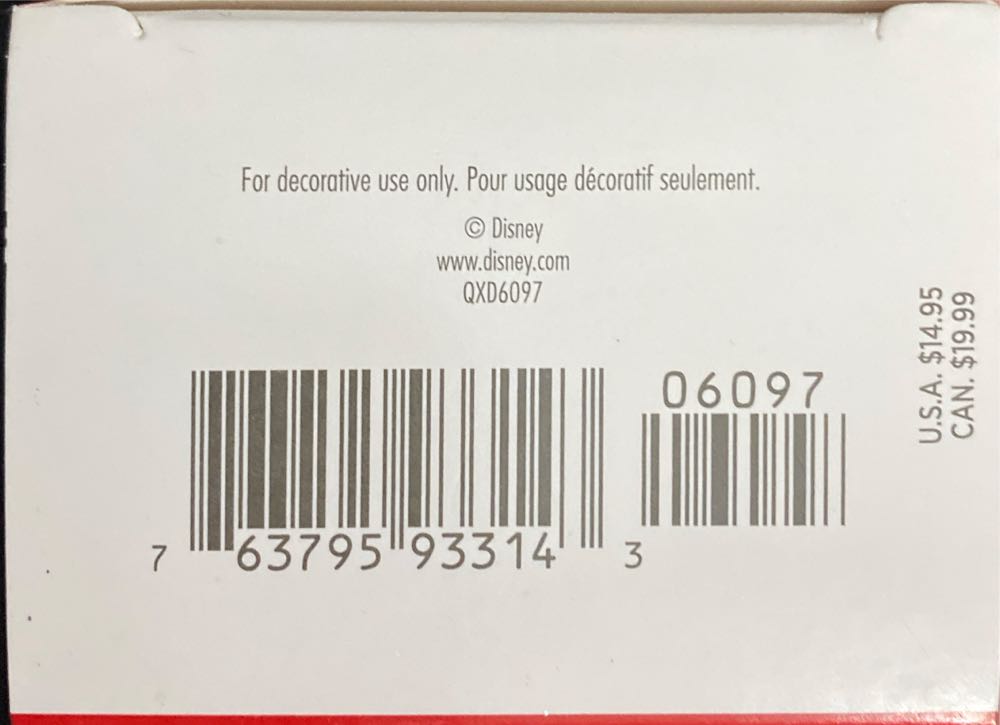 For decorative use only. Pour usage décoratif seulement.
© Disney
www.disney.com
QXD6097
U.S.A. $14.95
CAN. $19.99
06097
7 63795 93314 3